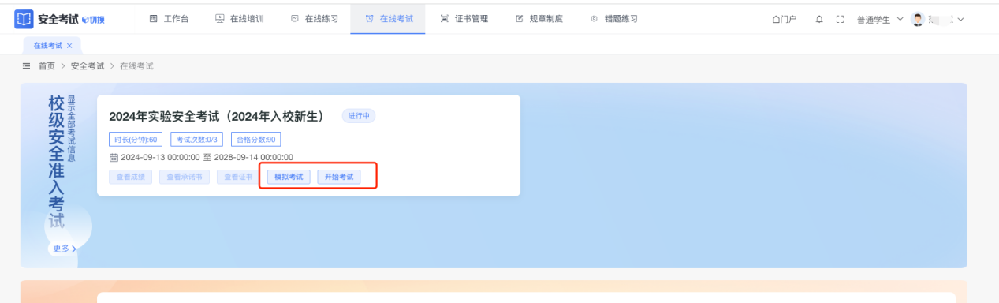 安全考试 切换 工作台 在线培训 在线练习 在线考试 证书管理 规章制度 错题练习 门户 普通学生
在线考试 ×
首页 > 安全考试 > 在线考试
校级安全准入考试
显示全部考试信息
更多 >
2024年实验安全考试（2024年入校新生） 进行中
时长(分钟):60 考试次数:0/3 合格分数:90
2024-09-13 00:00:00 至 2028-09-14 00:00:00
查看成绩 查看承诺书 查看证书 模拟考试 开始考试